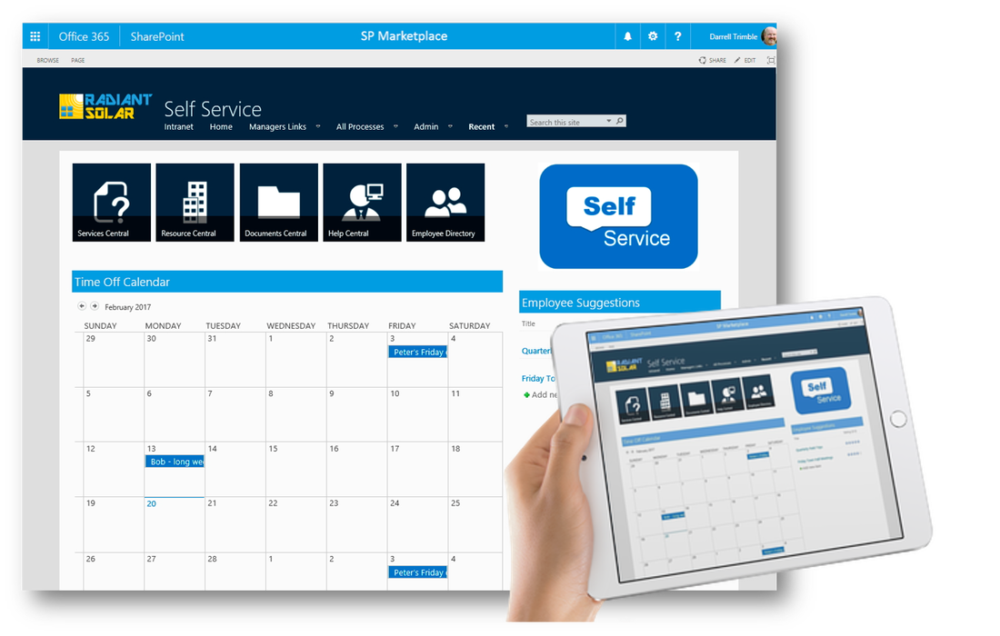 Office 365 SharePoint SP Marketplace ? Darrell Trimble
BROWSE PAGE SHARE EDIT
RADIANT
SOLAR
Self Service
Intranet Home Managers Links All Processes Admin Recent Search this site
Services Central Resource Central Documents Central Help Central Employee Directory
Self
Service
Time Off Calendar
Employee Suggestions
February 2017
Title
SUNDAY MONDAY TUESDAY WEDNESDAY THURSDAY FRIDAY SATURDAY
29 30 31 1 2 3 4
Peter's Friday
Friday
5 6 7 8 9 10 11
12 13 14 15 16 17 18
Bob - long
19 20 21 22 23 24 25
26 27 28 1 2 3 4
Peter's Friday
Office 365 SharePoint SP Marketplace
RADIANT
SOLAR
Self Service
Self
Service
Time Off Calendar
Employee Suggestions